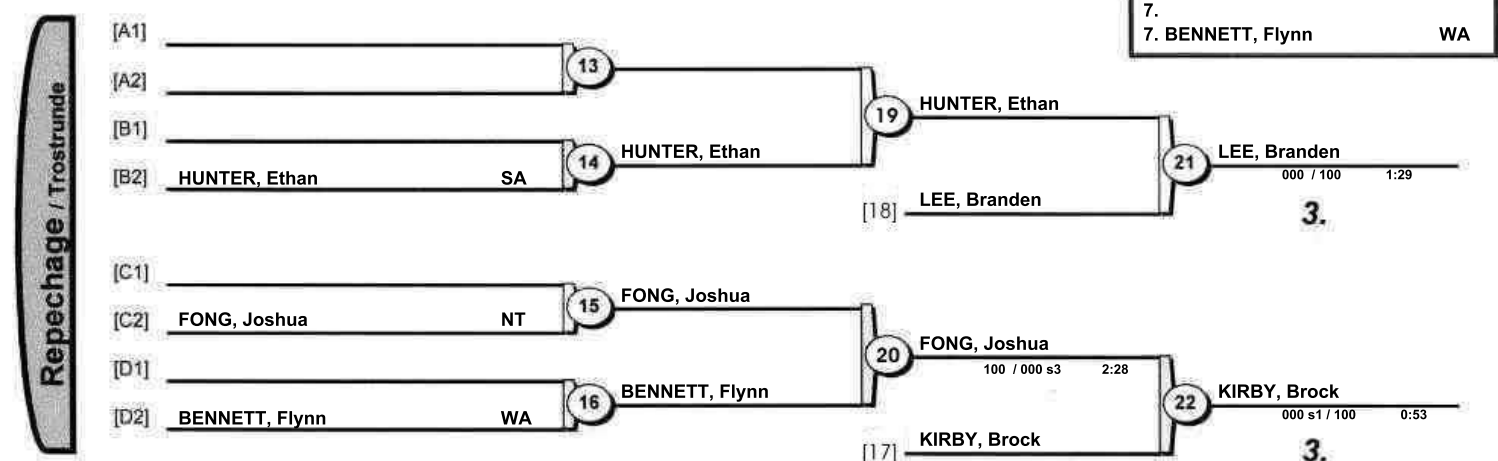 7.
7. BENNETT, Flynn WA
Repechage / Trostrunde
[A1]
[A2]
13
[B1]
[B2] HUNTER, Ethan SA
14
HUNTER, Ethan
19
HUNTER, Ethan
[18] LEE, Branden
21
LEE, Branden
000 / 100 1:29
3.
[C1]
[C2] FONG, Joshua NT
15
FONG, Joshua
[D1]
[D2] BENNETT, Flynn WA
16
BENNETT, Flynn
20
FONG, Joshua
100 / 000 s3 2:28
[17] KIRBY, Brock
22
KIRBY, Brock
000 s1 / 100 0:53
3.